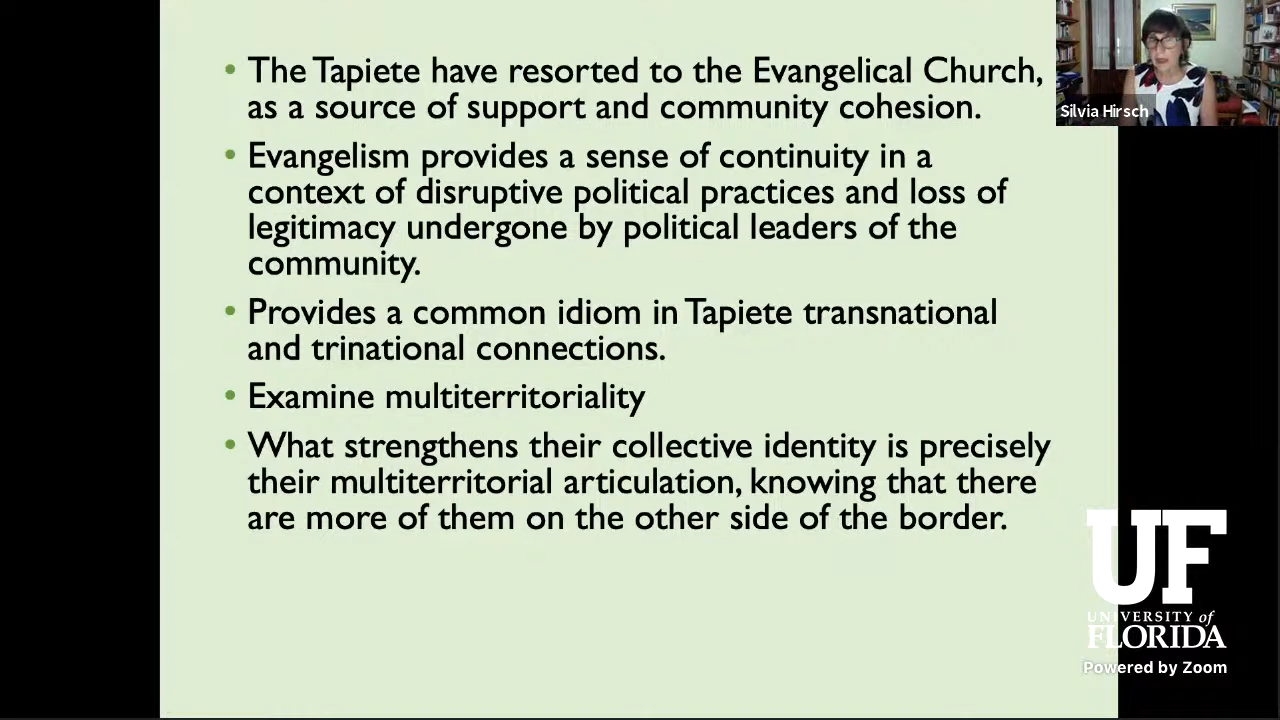 • The Tapiete have resorted to the Evangelical Church,
as a source of support and community cohesion.
• Evangelism provides a sense of continuity in a
context of disruptive political practices and loss of
legitimacy undergone by political leaders of the
community.
• Provides a common idiom in Tapiete transnational
and trinational connections.
• Examine multiterritoriality
• What strengthens their collective identity is precisely
their multiterritorial articulation, knowing that there
are more of them on the other side of the border.
Silvia Hirsch
UF
UNIVERSITY of
FLORIDA
Powered by Zoom